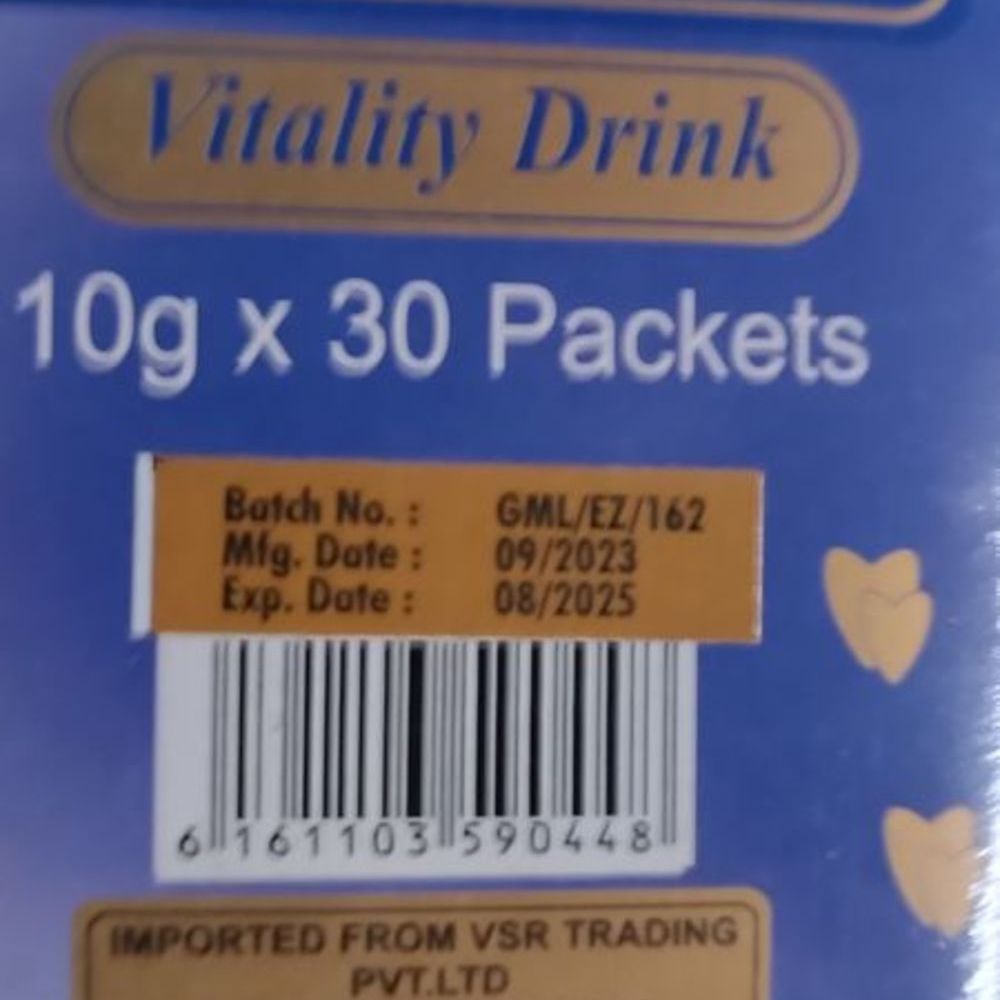 Vitality Drink
10g x 30 Packets
Batch No. : GML/EZ/162
Mfg. Date : 09/2023
Exp. Date : 08/2025
6 161103 590448
IMPORTED FROM VSR TRADING
PVT.LTD